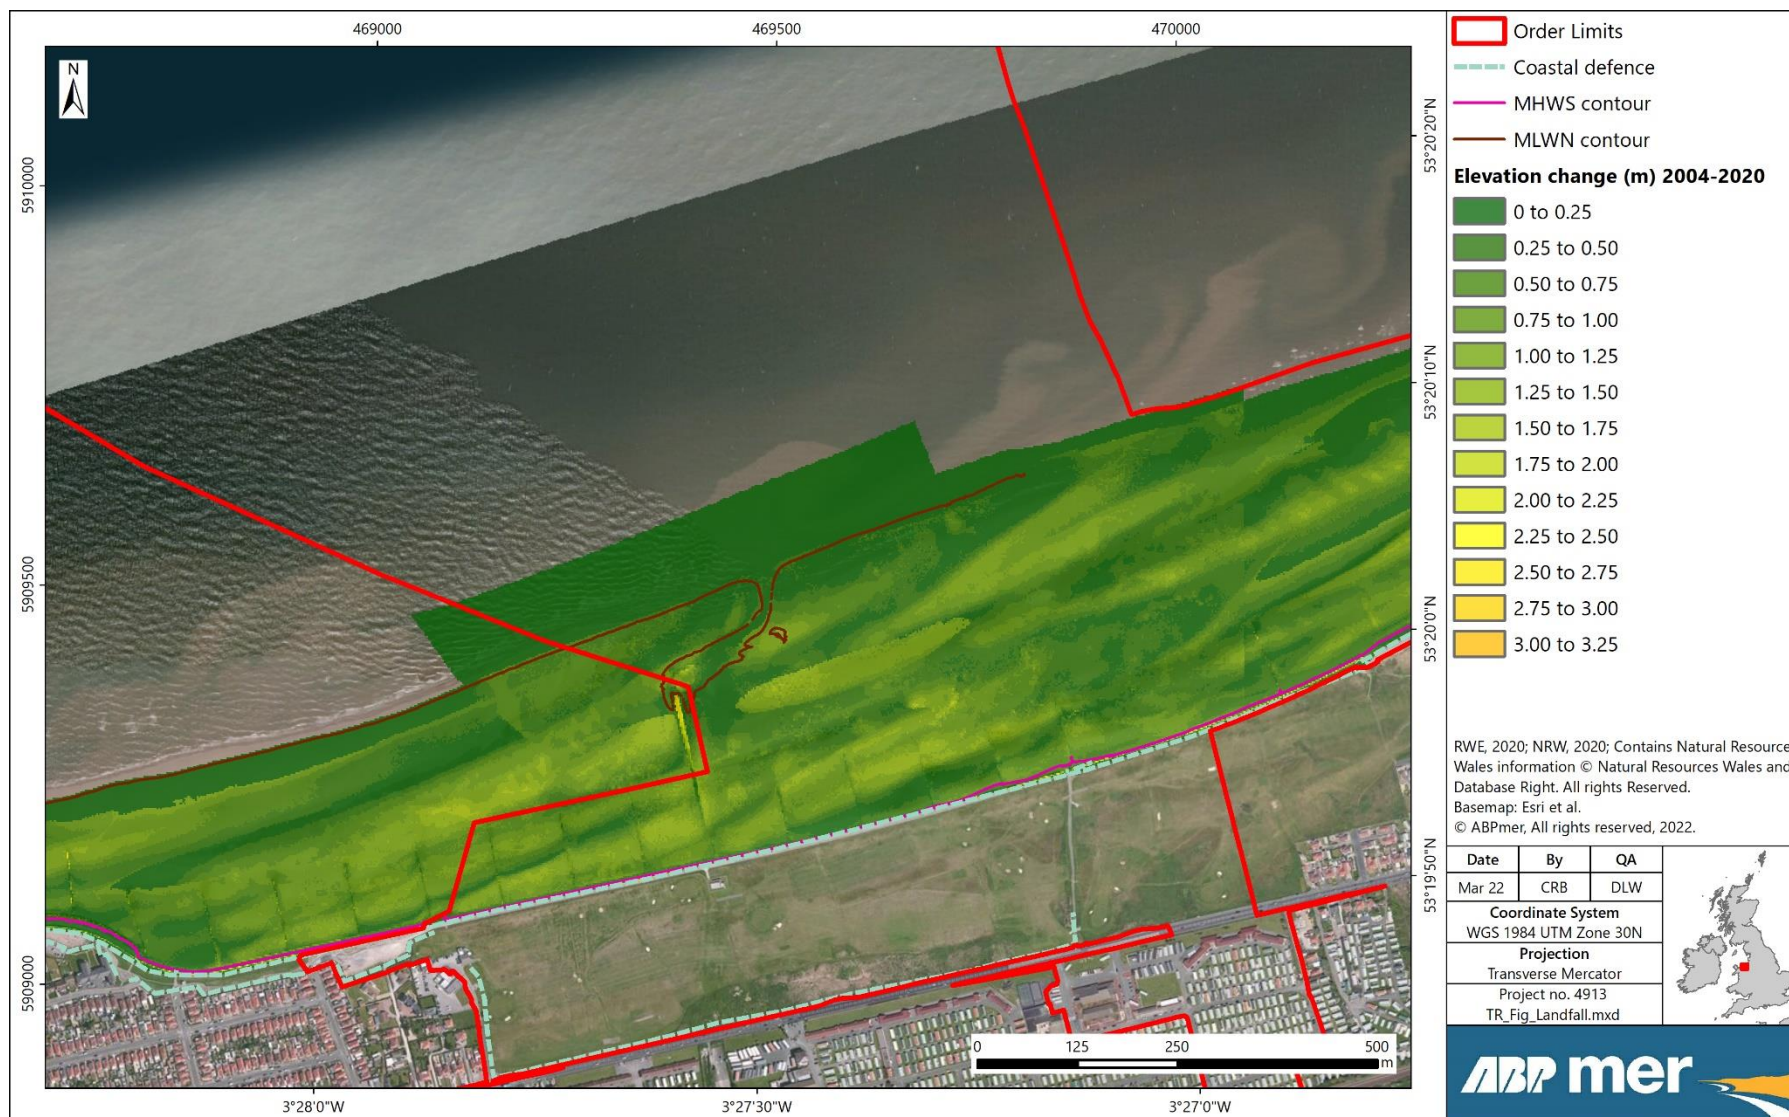 469000
469500
470000
N
5910000
5909500
5909000
53°20'20"N
53°20'10"N
53°20'0"N
53°19'50"N
0
125
250
500
m
3°28'0"W
3°27'30"W
3°27'0"W
Order Limits
Coastal defence
MHWS contour
MLWN contour
Elevation change (m) 2004-2020
0 to 0.25
0.25 to 0.50
0.50 to 0.75
0.75 to 1.00
1.00 to 1.25
1.25 to 1.50
1.50 to 1.75
1.75 to 2.00
2.00 to 2.25
2.25 to 2.50
2.50 to 2.75
2.75 to 3.00
3.00 to 3.25
RWE, 2020; NRW, 2020; Contains Natural Resource
Wales information © Natural Resources Wales and
Database Right. All rights Reserved.
Basemap: Esri et al.
© ABPmer, All rights reserved, 2022.
Date By QA
Mar 22 CRB DLW
Coordinate System
WGS 1984 UTM Zone 30N
Projection
Transverse Mercator
Project no. 4913
TR_Fig_Landfall.mxd
ABPmer